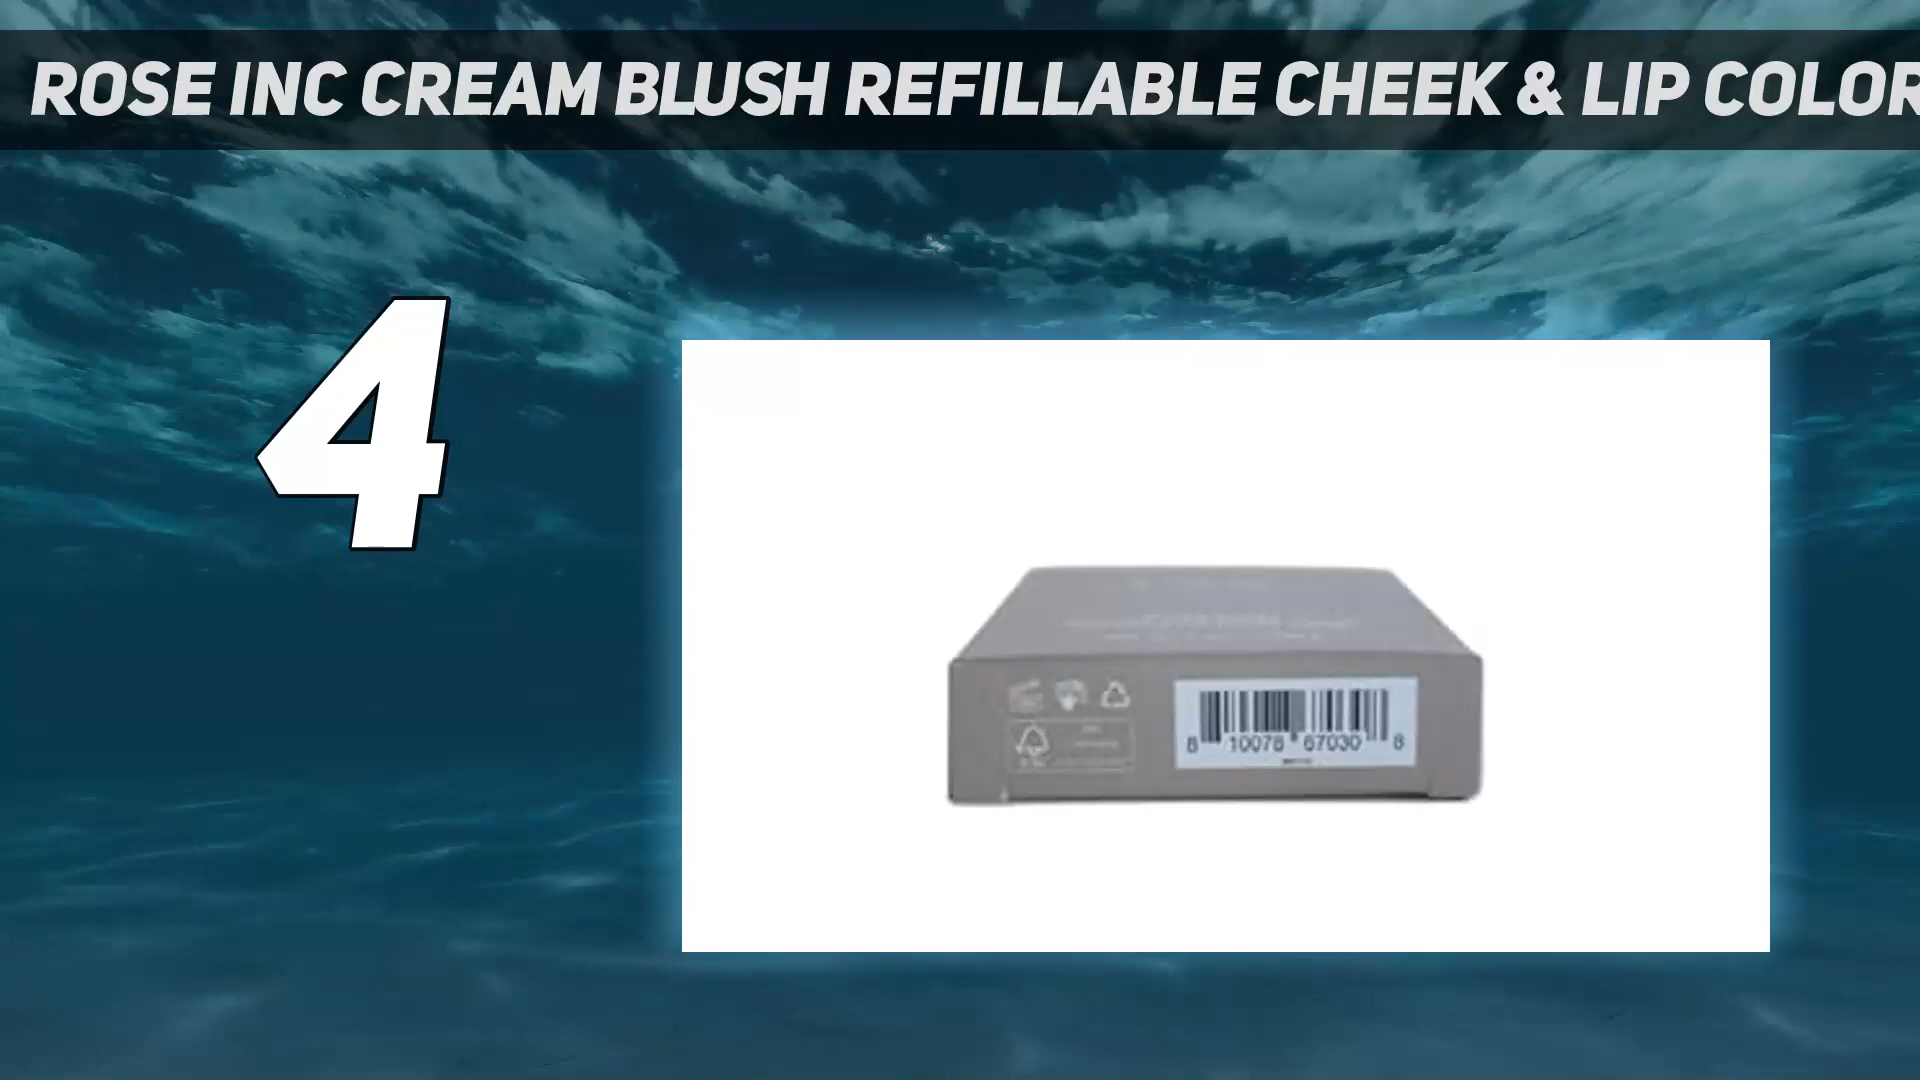 ROSE INC CREAM BLUSH REFILLABLE CHEEK & LIP COLOR
4
8 10078 67030 8